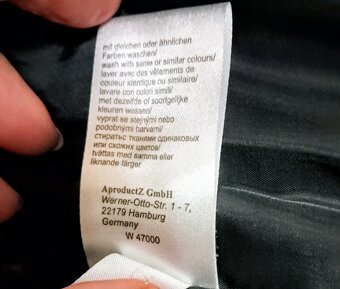 mit gleichen oder ähnlichen
Farben waschen/
wash with same or similar colours/
laver avec des vêtements de
couleur identique ou similaire/
lavare con colori simili/
met dezelfde of soortgelijke
kleuren wassen/
vyprat se stejnými nebo
podobnými barvami/
стирать с тканями одинаковых
или схожих цветов/
tvättas med samma eller
liknande färger
AproductZ GmbH
Werner-Otto-Str. 1 - 7,
22179 Hamburg
Germany
W 47000